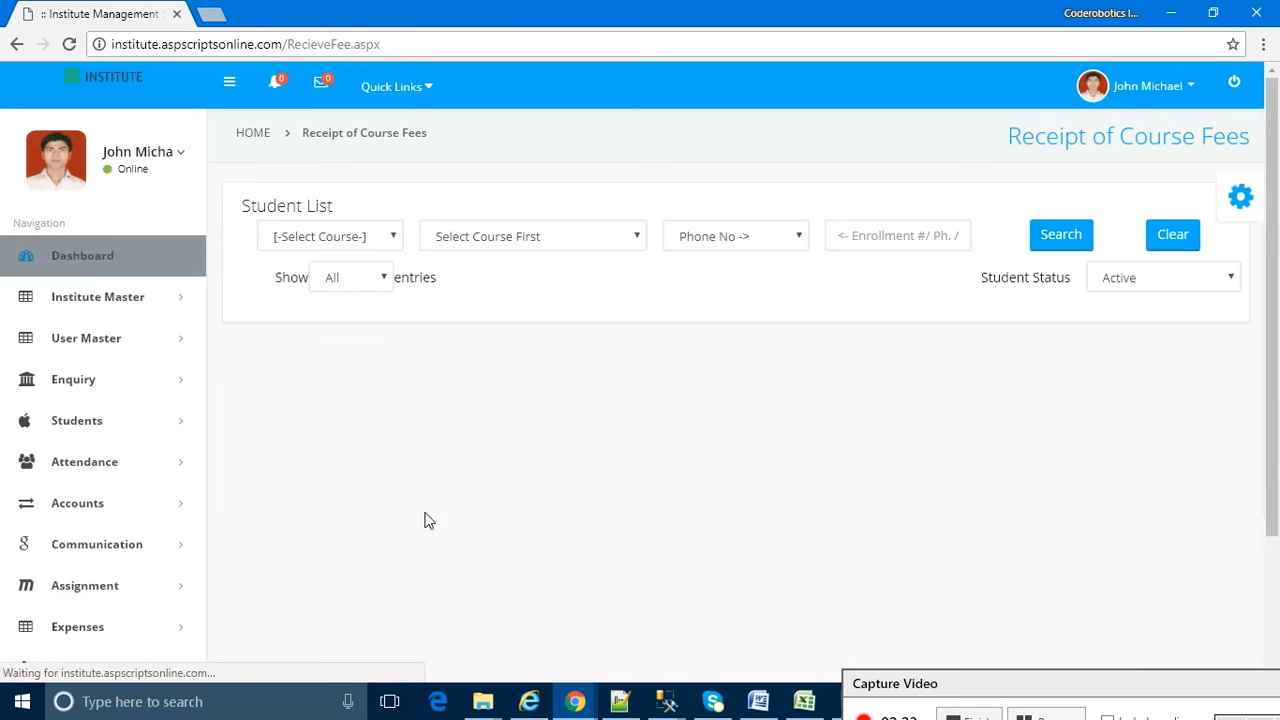 :: Institute Management
Coderobotics I...
institute.aspscriptsonline.com/RecieveFee.aspx
INSTITUTE
0
0
Quick Links
John Michael
John Micha
Online
HOME > Receipt of Course Fees
Receipt of Course Fees
Navigation
Dashboard
Institute Master
User Master
Enquiry
Students
Attendance
Accounts
Communication
Assignment
Expenses
Student List
[-Select Course-]
Select Course First
Phone No ->
<- Enrollment #/ Ph. /
Search
Clear
Show All entries
Student Status Active
Waiting for institute.aspscriptsonline.com...
Type here to search
Capture Video